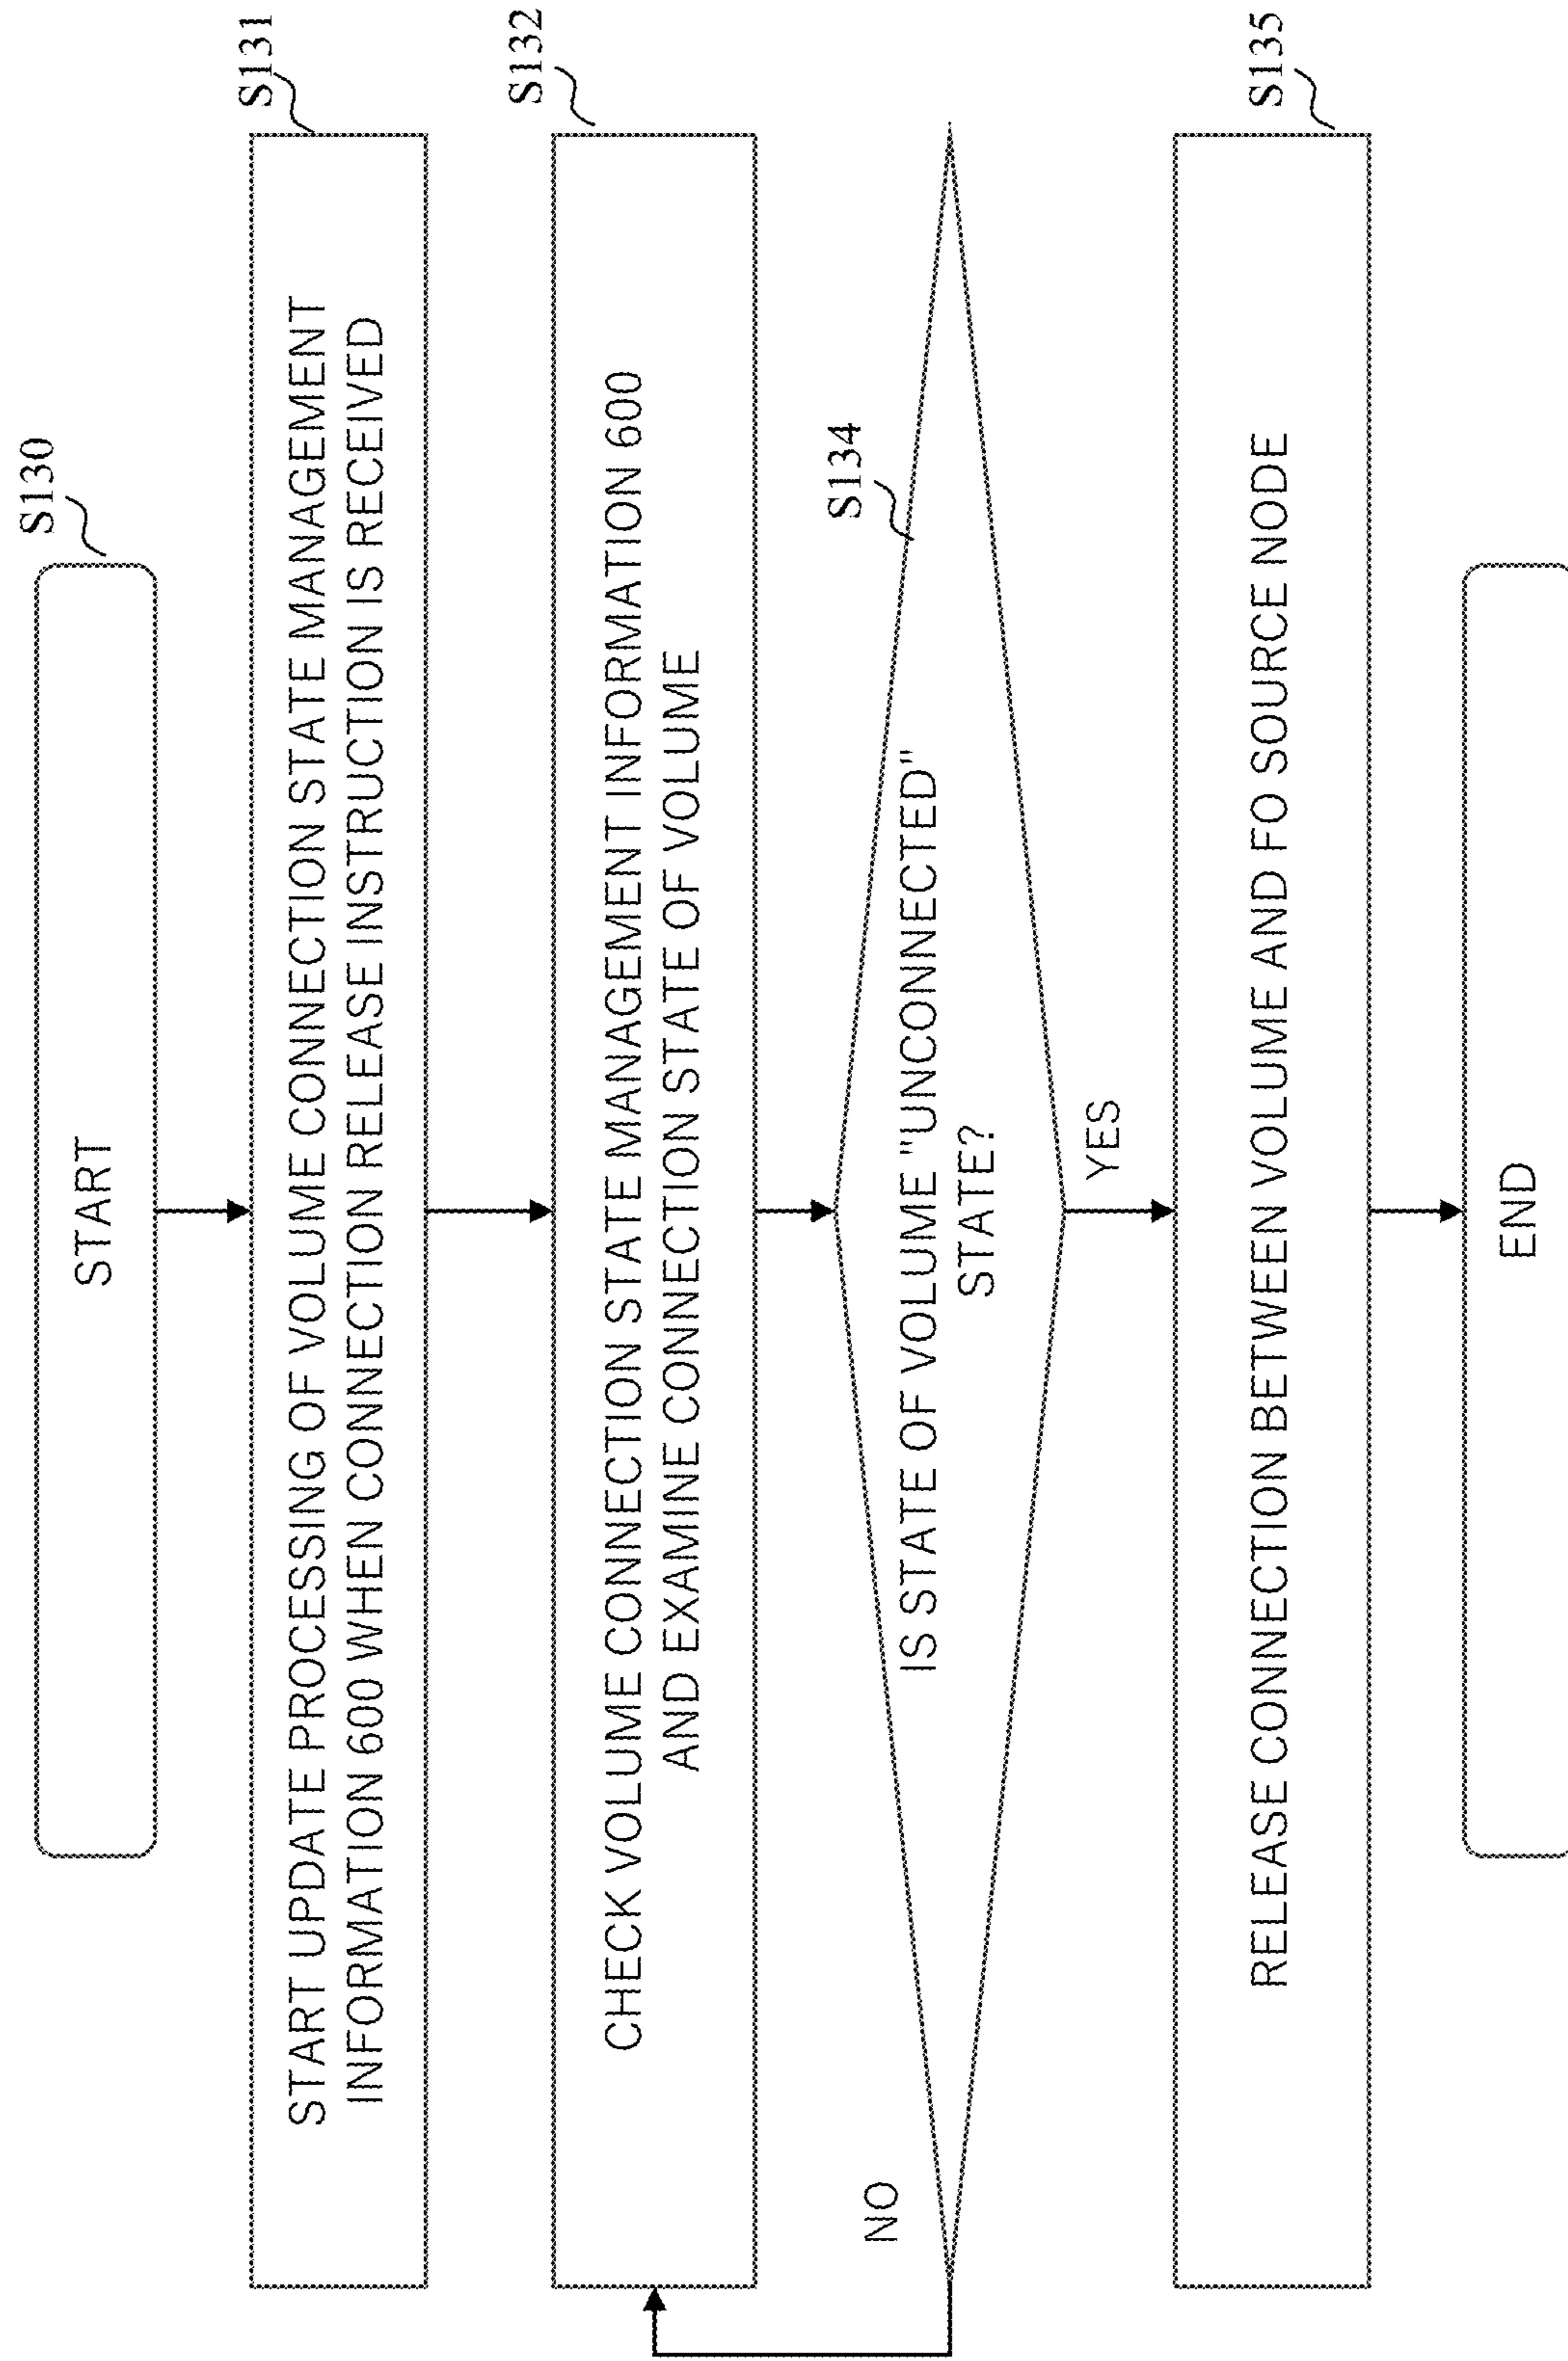 S130
START
S131
START UPDATE PROCESSING OF VOLUME CONNECTION STATE MANAGEMENT
INFORMATION 600 WHEN CONNECTION RELEASE INSTRUCTION IS RECEIVED
S132
CHECK VOLUME CONNECTION STATE MANAGEMENT INFORMATION 600
AND EXAMINE CONNECTION STATE OF VOLUME
S134
NO
IS STATE OF VOLUME "UNCONNECTED"
STATE?
YES
S135
RELEASE CONNECTION BETWEEN VOLUME AND FO SOURCE NODE
END